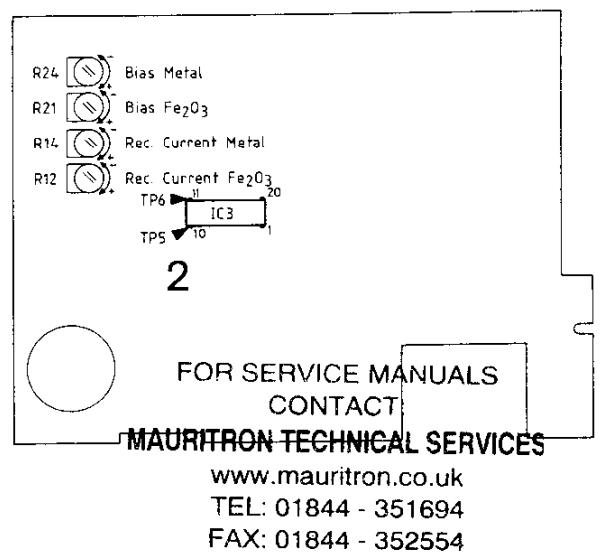 R24 - + Bias Metal
R21 - + Bias Fe2O3
R14 - + Rec. Current Metal
R12 - + Rec. Current Fe2O3
TP6 11 20
IC3
TP5 10 1
2
FOR SERVICE MANUALS
CONTACT
MAURITRON TECHNICAL SERVICES
www.mauritron.co.uk
TEL: 01844 - 351694
FAX: 01844 - 352554